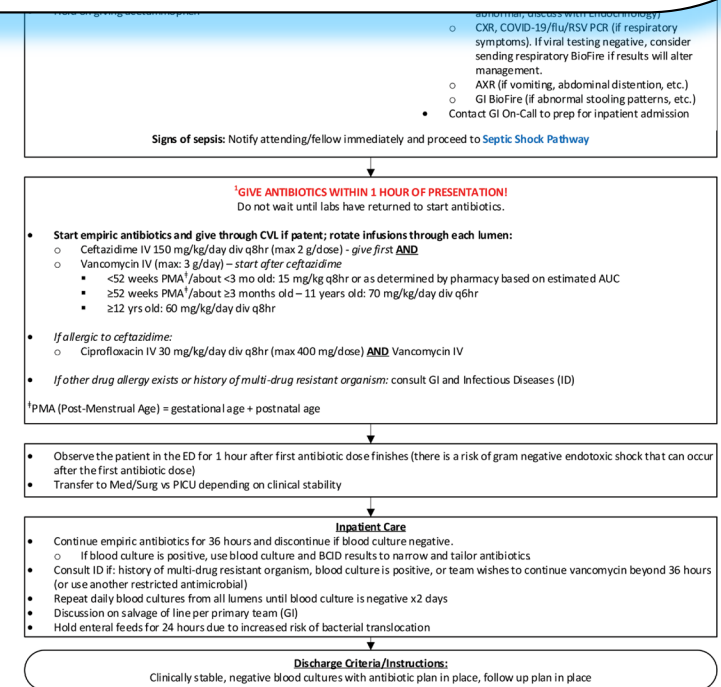 abnormal, discuss with Endocrinology)
o CXR, COVID-19/flu/RSV PCR (if respiratory
symptoms). If viral testing negative, consider
sending respiratory BioFire if results will alter
management.
o AXR (if vomiting, abdominal distention, etc.)
o GI BioFire (if abnormal stooling patterns, etc.)
• Contact GI On-Call to prep for inpatient admission
Signs of sepsis: Notify attending/fellow immediately and proceed to Septic Shock Pathway
¹GIVE ANTIBIOTICS WITHIN 1 HOUR OF PRESENTATION!
Do not wait until labs have returned to start antibiotics.
• Start empiric antibiotics and give through CVL if patent; rotate infusions through each lumen:
o Ceftazidime IV 150 mg/kg/day div q8hr (max 2 g/dose) - give first AND
o Vancomycin IV (max: 3 g/day) – start after ceftazidime
▪ <52 weeks PMA†/about <3 mo old: 15 mg/kg q8hr or as determined by pharmacy based on estimated AUC
▪ ≥52 weeks PMA†/about ≥3 months old – 11 years old: 70 mg/kg/day div q6hr
▪ ≥12 yrs old: 60 mg/kg/day div q8hr
• If allergic to ceftazidime:
o Ciprofloxacin IV 30 mg/kg/day div q8hr (max 400 mg/dose) AND Vancomycin IV
• If other drug allergy exists or history of multi-drug resistant organism: consult GI and Infectious Diseases (ID)
†PMA (Post-Menstrual Age) = gestational age + postnatal age
• Observe the patient in the ED for 1 hour after first antibiotic dose finishes (there is a risk of gram negative endotoxic shock that can occur
after the first antibiotic dose)
• Transfer to Med/Surg vs PICU depending on clinical stability
Inpatient Care
• Continue empiric antibiotics for 36 hours and discontinue if blood culture negative.
o If blood culture is positive, use blood culture and BCID results to narrow and tailor antibiotics
• Consult ID if: history of multi-drug resistant organism, blood culture is positive, or team wishes to continue vancomycin beyond 36 hours
(or use another restricted antimicrobial)
• Repeat daily blood cultures from all lumens until blood culture is negative x2 days
• Discussion on salvage of line per primary team (GI)
• Hold enteral feeds for 24 hours due to increased risk of bacterial translocation
Discharge Criteria/Instructions:
Clinically stable, negative blood cultures with antibiotic plan in place, follow up plan in place